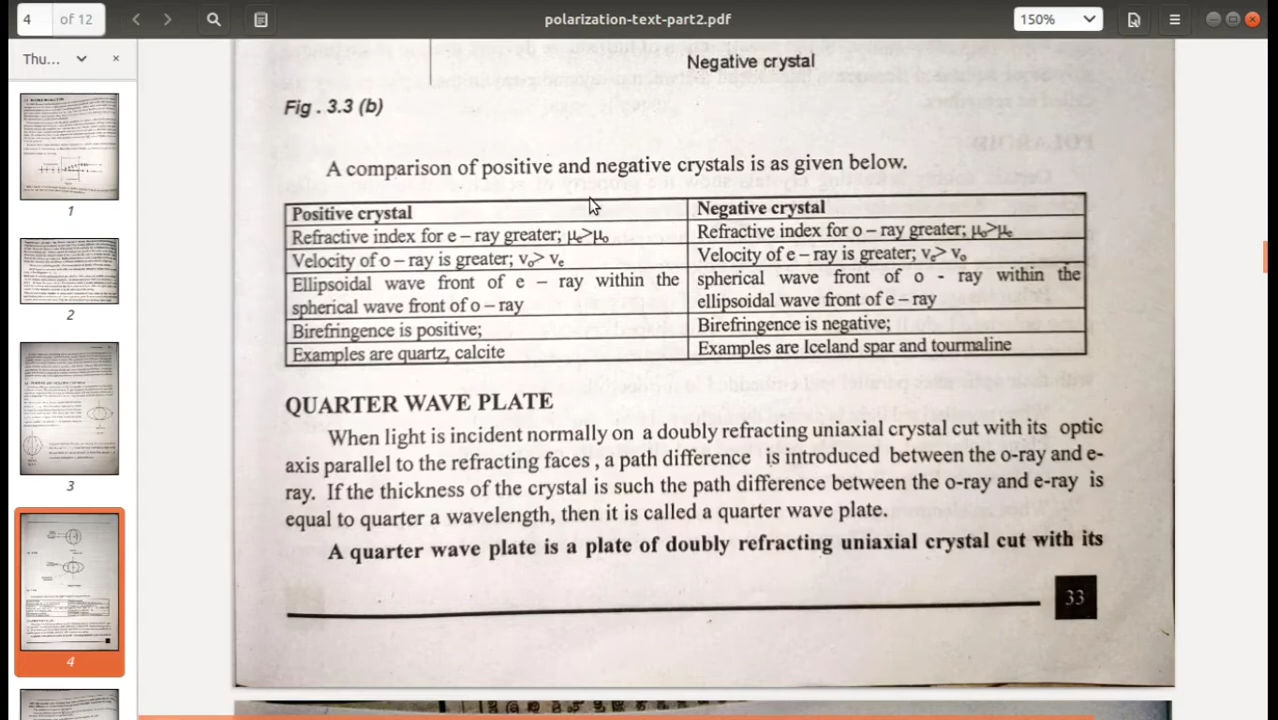 4 of 12
polarization-text-part2.pdf
150%
Thu...
1
2
3
4
Negative crystal
Fig . 3.3 (b)
A comparison of positive and negative crystals is as given below.
Positive crystal
Negative crystal
Refractive index for e – ray greater; μe>μo
Refractive index for o – ray greater; μo>μe
Velocity of o – ray is greater; vo> ve
Velocity of e – ray is greater; ve> vo
Ellipsoidal wave front of e – ray within the
spherical wave front of o – ray
spherical wave front of o - ray within the
ellipsoidal wave front of e – ray
Birefringence is positive;
Birefringence is negative;
Examples are quartz, calcite
Examples are Iceland spar and tourmaline
QUARTER WAVE PLATE
When light is incident normally on a doubly refracting uniaxial crystal cut with its optic
axis parallel to the refracting faces , a path difference is introduced between the o-ray and e-
ray. If the thickness of the crystal is such the path difference between the o-ray and e-ray is
equal to quarter a wavelength, then it is called a quarter wave plate.
A quarter wave plate is a plate of doubly refracting uniaxial crystal cut with its
33